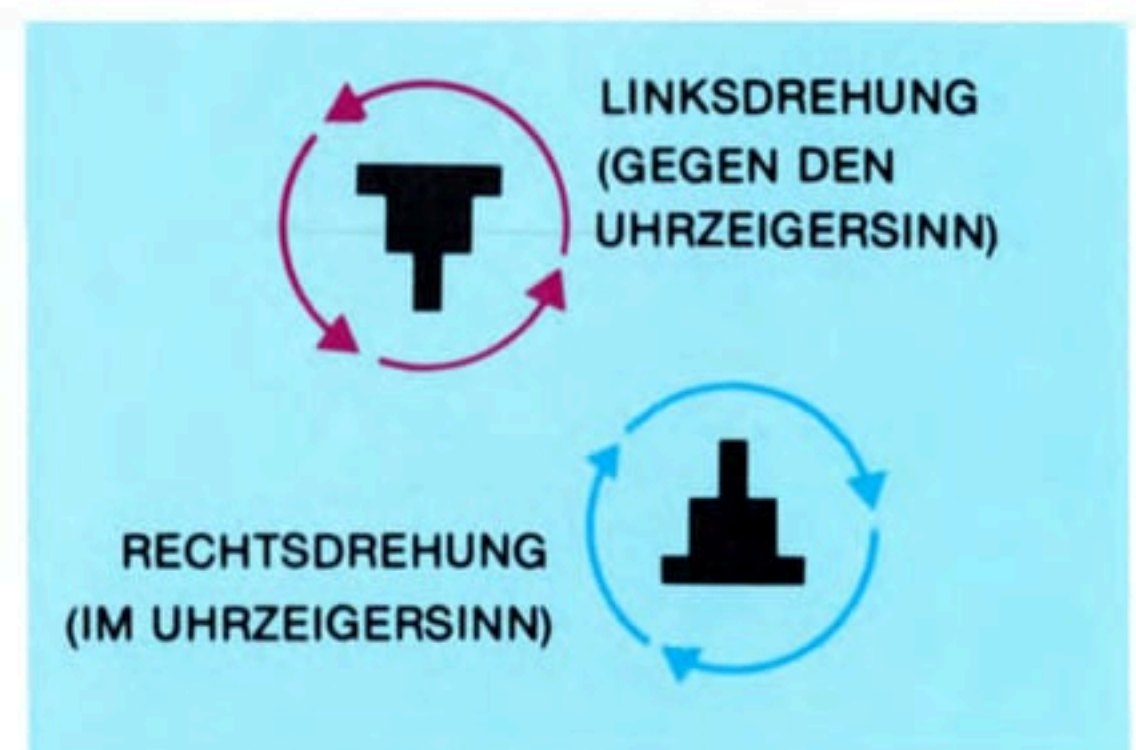 LINKSDREHUNG
(GEGEN DEN
UHRZEIGERSINN)
RECHTSDREHUNG
(IM UHRZEIGERSINN)